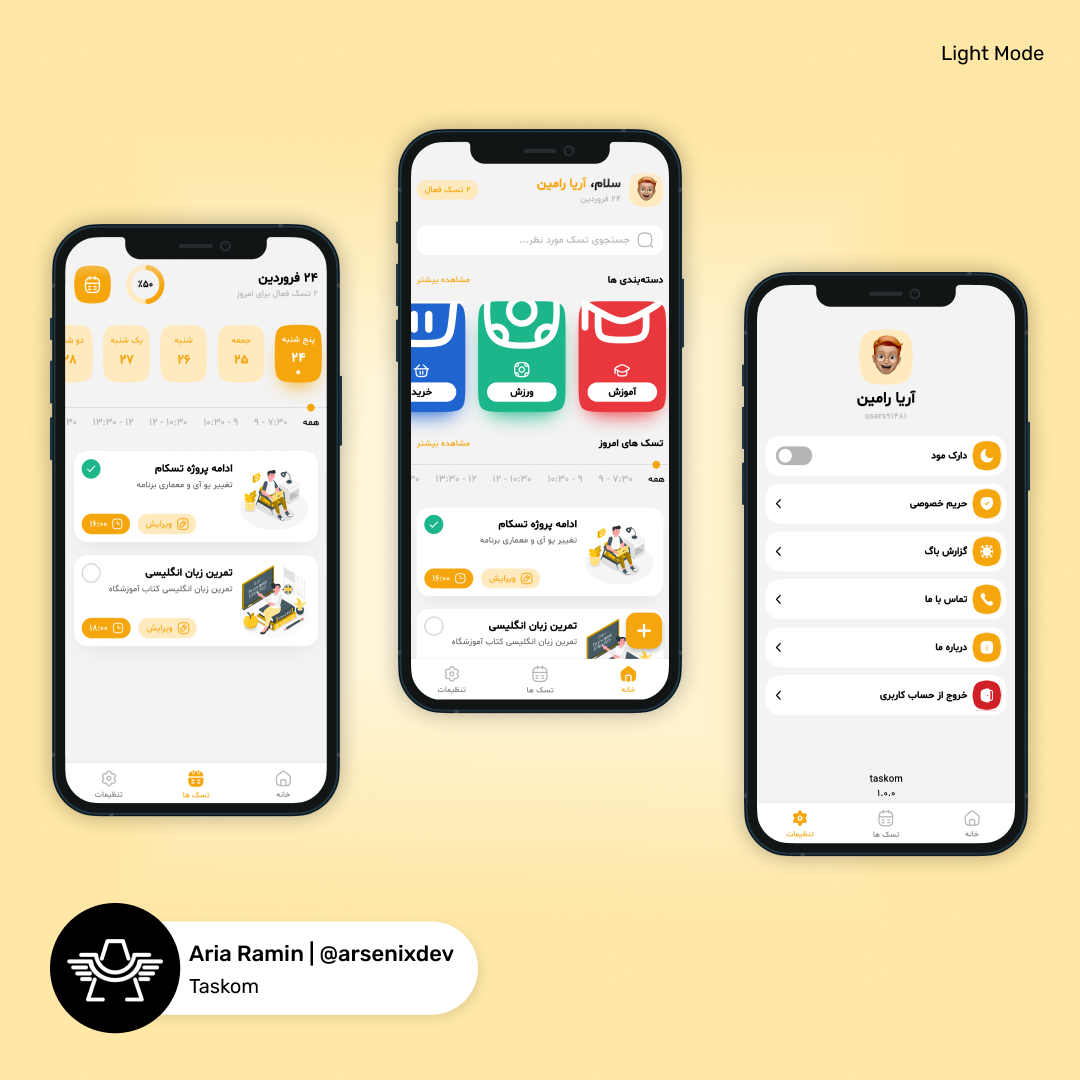 Light Mode
سلام، آریا رامین
۲۴ فروردین
۲ تسک فعال
جستجوی تسک مورد نظر...
دسته‌بندی ها
مشاهده بیشتر
آموزش
ورزش
خرید
تسک های امروز
مشاهده بیشتر
همه
۷:۳۰ - ۹
۹ - ۱۰:۳۰
۱۰:۳۰ - ۱۲
۱۲ - ۱۳:۳۰
۳۰
ادامه پروژه تسکام
تغییر یو آی و معماری برنامه
ویرایش
۱۶:۰۰
تمرین زبان انگلیسی
تمرین زبان انگلیسی کتاب آموزشگاه
خانه
تسک ها
تنظیمات
۲۴ فروردین
۲ تسک فعال برای امروز
٪۵۰
پنج شنبه
۲۴
جمعه
۲۵
شنبه
۲۶
یک شنبه
۲۷
دو ش
۲۸
همه
۷:۳۰ - ۹
۹ - ۱۰:۳۰
۱۰:۳۰ - ۱۲
۱۲ - ۱۳:۳۰
۳۰
ادامه پروژه تسکام
تغییر یو آی و معماری برنامه
ویرایش
۱۶:۰۰
تمرین زبان انگلیسی
تمرین زبان انگلیسی کتاب آموزشگاه
ویرایش
۱۸:۰۰
خانه
تسک ها
تنظیمات
آریا رامین
users91481
دارک مود
حریم خصوصی
گزارش باگ
تماس با ما
درباره ما
خروج از حساب کاربری
taskom
۱.۰.۰
خانه
تسک ها
تنظیمات
Aria Ramin | @arsenixdev
Taskom